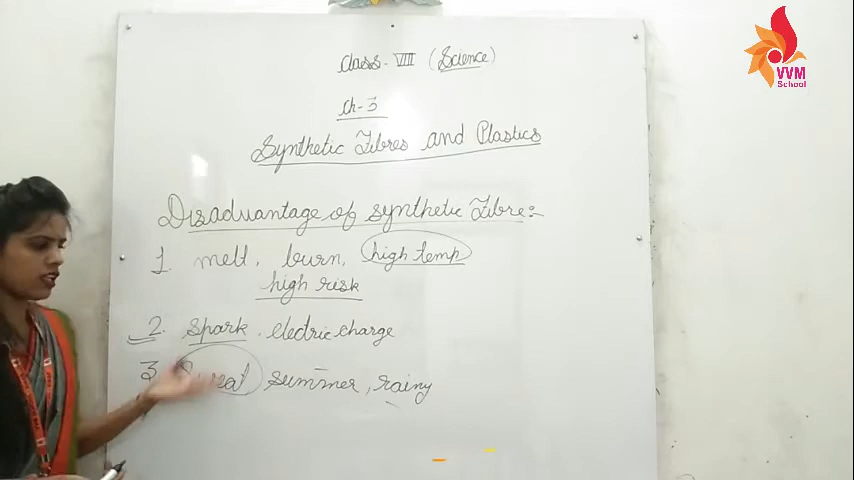 VVM
School
Class - VIII (Science)
Ch-3
Synthetic Fibres and Plastics
Disadvantage of synthetic Fibre:-
1. melt, burn, high temp
high risk
2. spark. electric charge
3. Sweat summer, rainy